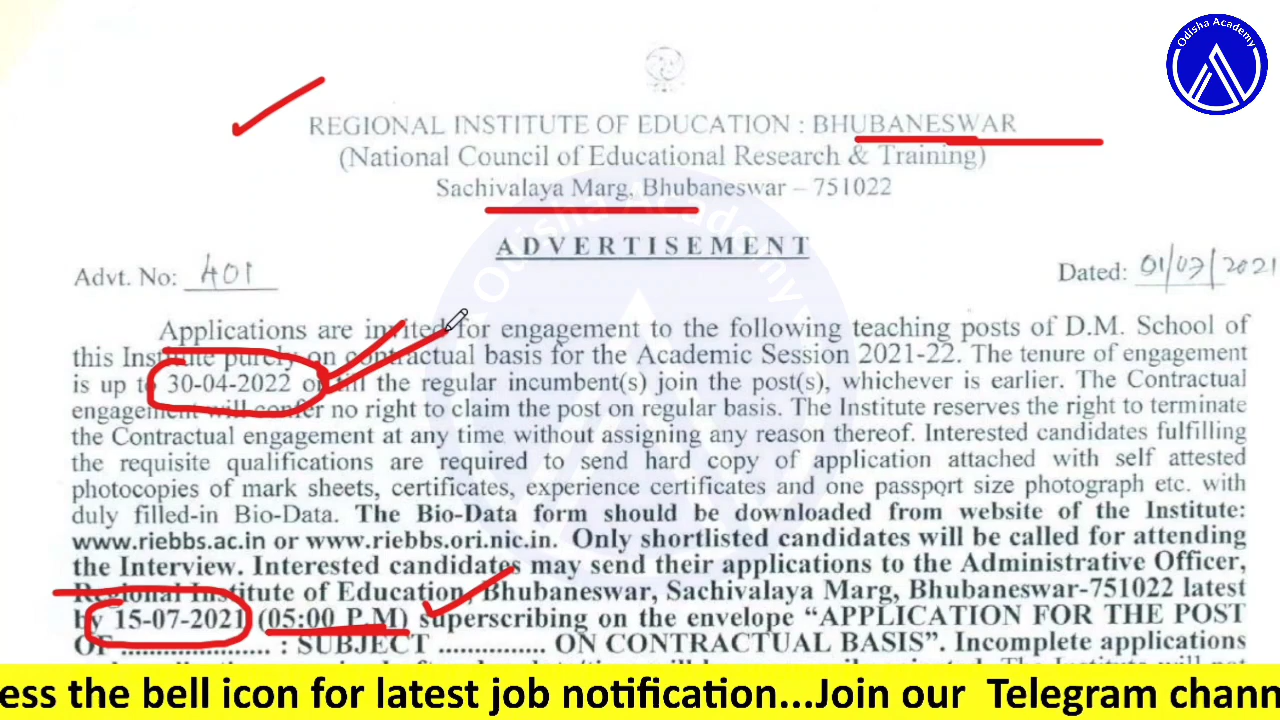 Odisha Academy
REGIONAL INSTITUTE OF EDUCATION : BHUBANESWAR
(National Council of Educational Research & Training)
Sachivalaya Marg, Bhubaneswar – 751022
ADVERTISEMENT
Advt. No: 401 Dated: 01/07/2021
Applications are invited for engagement to the following teaching posts of D.M. School of
this Institute purely on contractual basis for the Academic Session 2021-22. The tenure of engagement
is up to 30-04-2022 or till the regular incumbent(s) join the post(s), whichever is earlier. The Contractual
engagement will confer no right to claim the post on regular basis. The Institute reserves the right to terminate
the Contractual engagement at any time without assigning any reason thereof. Interested candidates fulfilling
the requisite qualifications are required to send hard copy of application attached with self attested
photocopies of mark sheets, certificates, experience certificates and one passport size photograph etc. with
duly filled-in Bio-Data. The Bio-Data form should be downloaded from website of the Institute:
www.riebbs.ac.in or www.riebbs.ori.nic.in. Only shortlisted candidates will be called for attending
the Interview. Interested candidates may send their applications to the Administrative Officer,
Regional Institute of Education, Bhubaneswar, Sachivalaya Marg, Bhubaneswar-751022 latest
by 15-07-2021 (05:00 P.M) superscribing on the envelope “APPLICATION FOR THE POST
OF ...................... : SUBJECT ............... ON CONTRACTUAL BASIS”. Incomplete applications
ess the bell icon for latest job notification...Join our Telegram chann